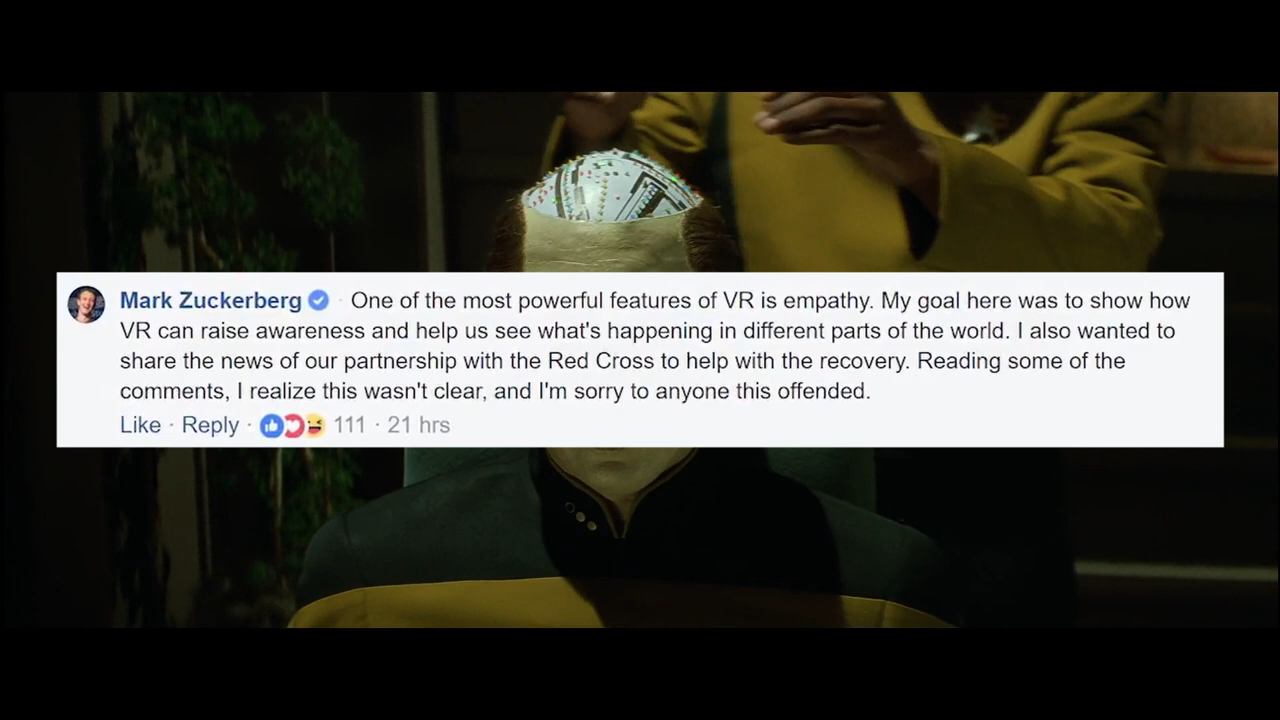 Mark Zuckerberg · One of the most powerful features of VR is empathy. My goal here was to show how
VR can raise awareness and help us see what's happening in different parts of the world. I also wanted to
share the news of our partnership with the Red Cross to help with the recovery. Reading some of the
comments, I realize this wasn't clear, and I'm sorry to anyone this offended.
Like · Reply · 111 · 21 hrs